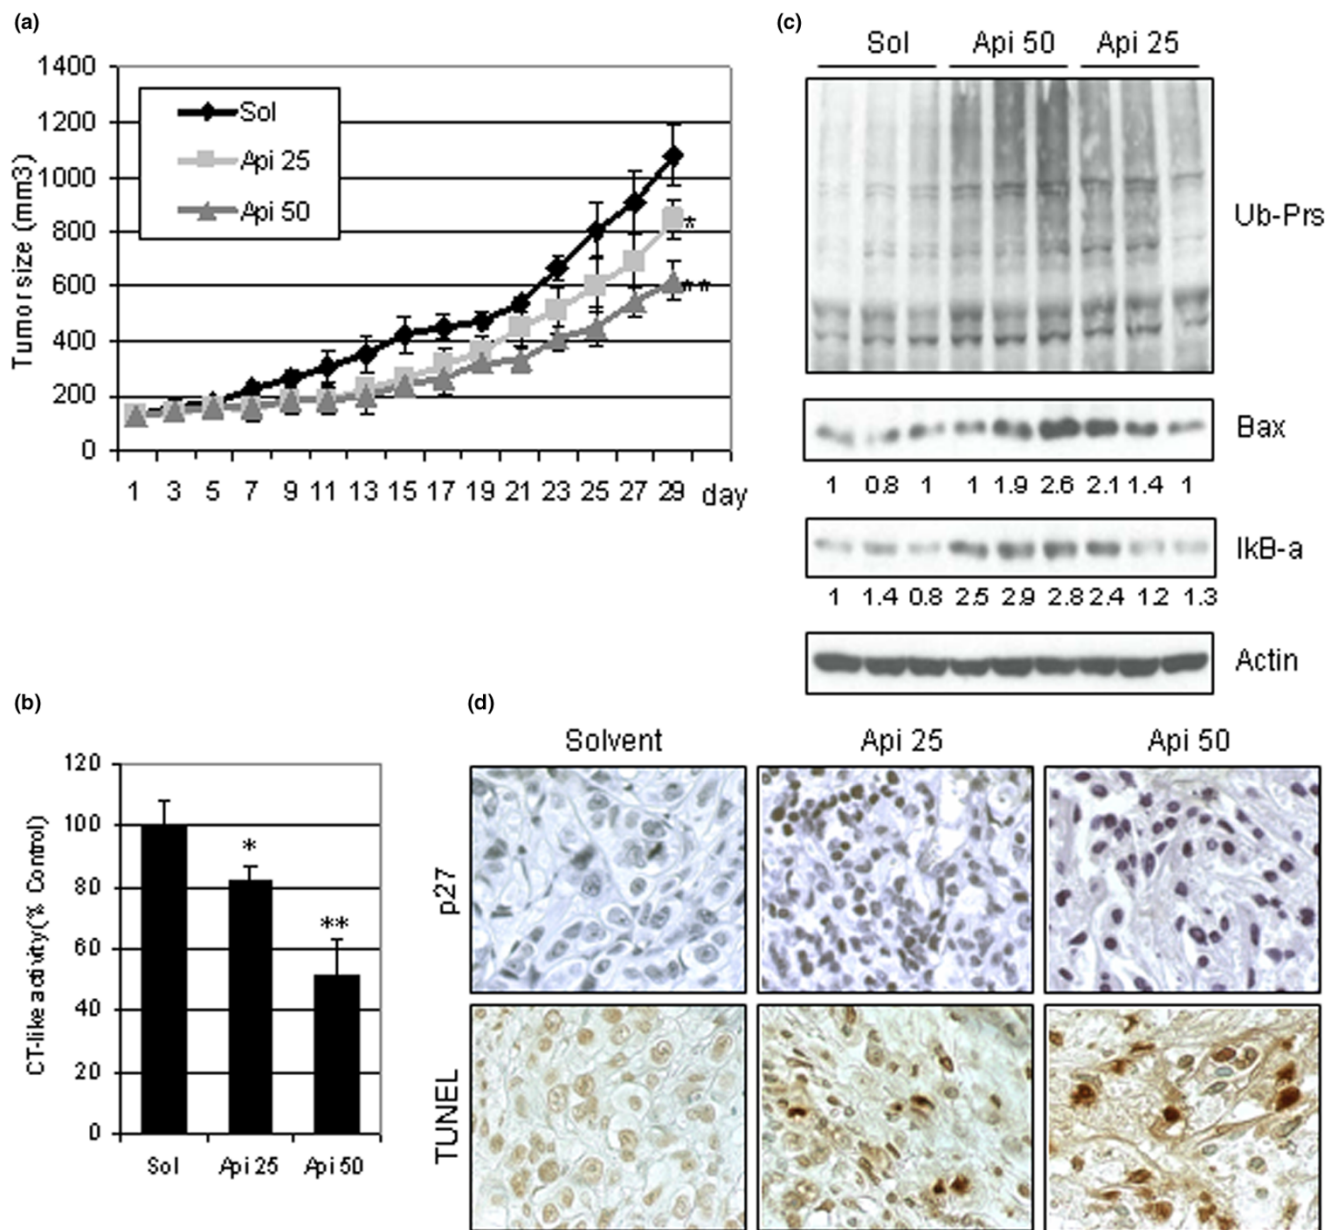 (a)
1400
1200
1000
800
600
400
200
0
Tumor size (mm3)
Sol
Api 25
Api 50
*
**
1 3 5 7 9 11 13 15 17 19 21 23 25 27 29 day
(c)
Sol Api 50 Api 25
Ub-Prs
Bax
1 0.8 1 1 1.9 2.6 2.1 1.4 1
IkB-a
1 1.4 0.8 2.5 2.9 2.8 2.4 1.2 1.3
Actin
(b)
120
100
80
60
40
20
0
CT-like activity(% Control)
*
**
Sol Api 25 Api 50
(d)
Solvent Api 25 Api 50
p27
TUNEL